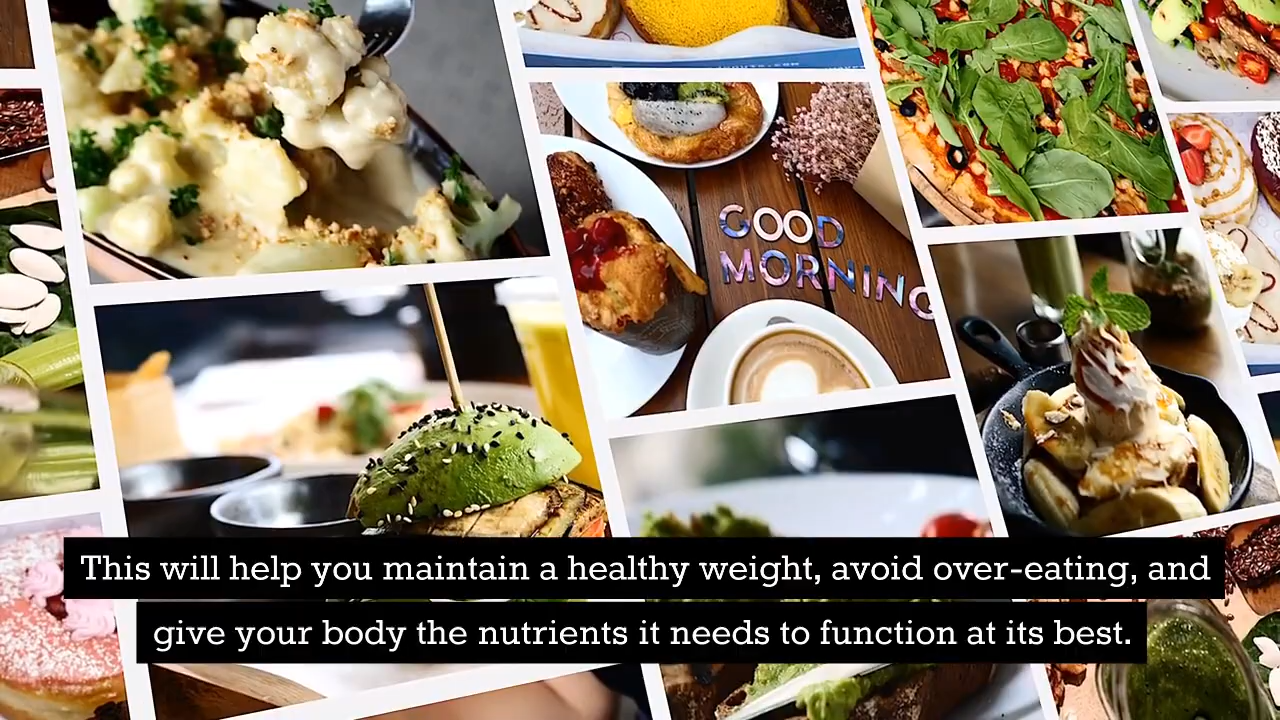 GOOD
MORNING
This will help you maintain a healthy weight, avoid over-eating, and
give your body the nutrients it needs to function at its best.